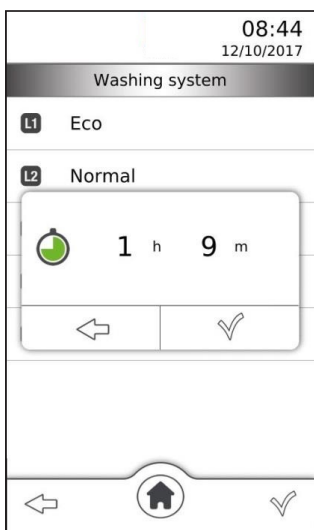 08:44
12/10/2017
Washing system
L1 Eco
L2 Normal
1 h 9 m